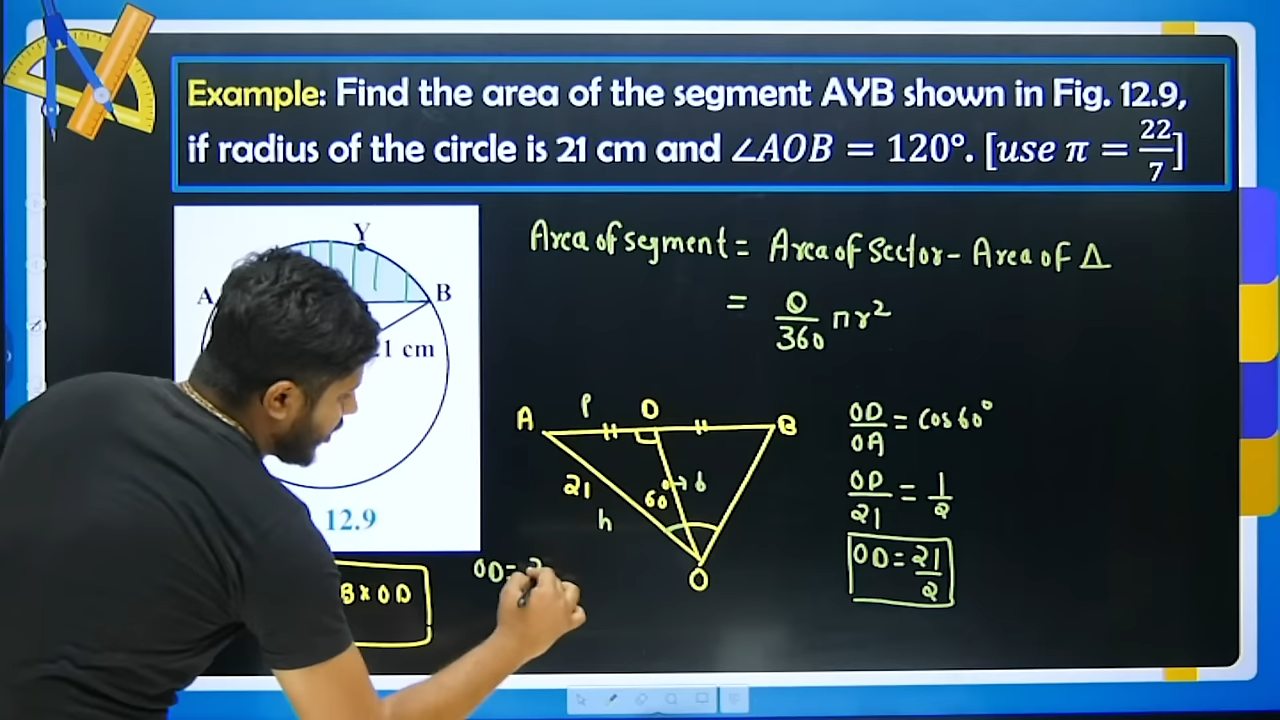 Example: Find the area of the segment AYB shown in Fig. 12.9,
if radius of the circle is 21 cm and ∠AOB = 120°. [use π = 22/7]
Y
A
B
21 cm
12.9
Area of segment = Area of Sector - Area of Δ
= θ/360 πr²
A P D B
21
h
60° → b
O
OD/OA = cos 60°
OD/21 = 1/2
OD = 21/2
B × OD
OD =